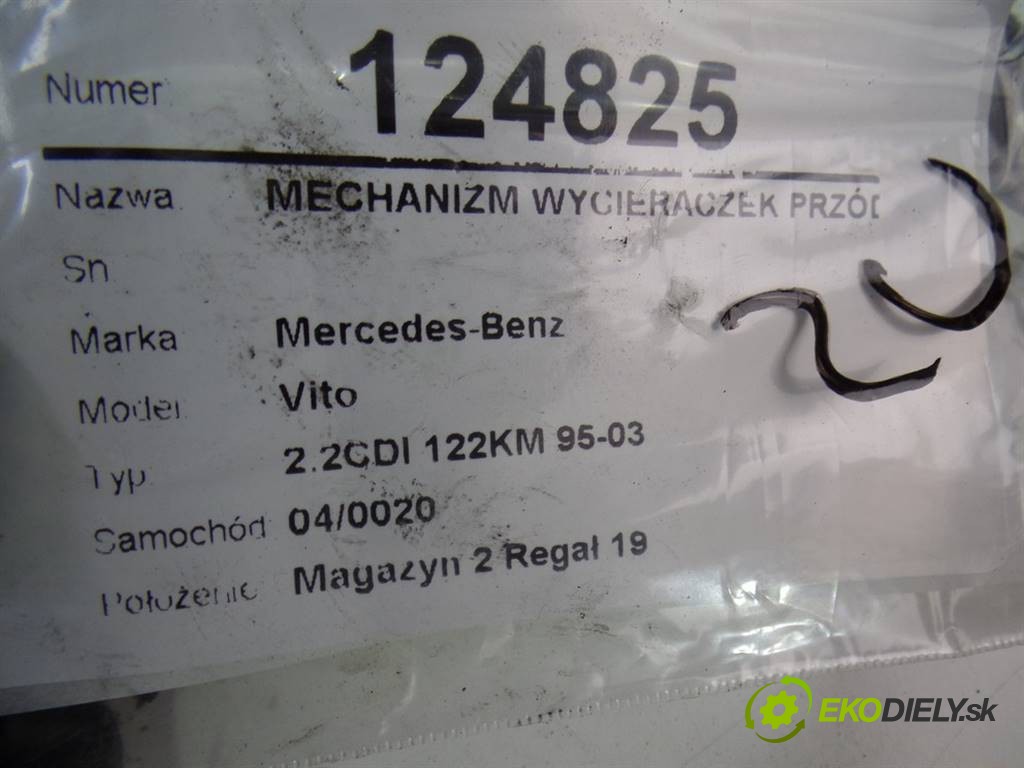 Numer 124825
Nazwa MECHANIZM WYCIERACZEK PRZÓD
Sn
Marka Mercedes-Benz
Model Vito
Typ 2.2CDI 122KM 95-03
Samochód 04/0020
Położenie Magazyn 2 Regał 19
EKODIELY.sk